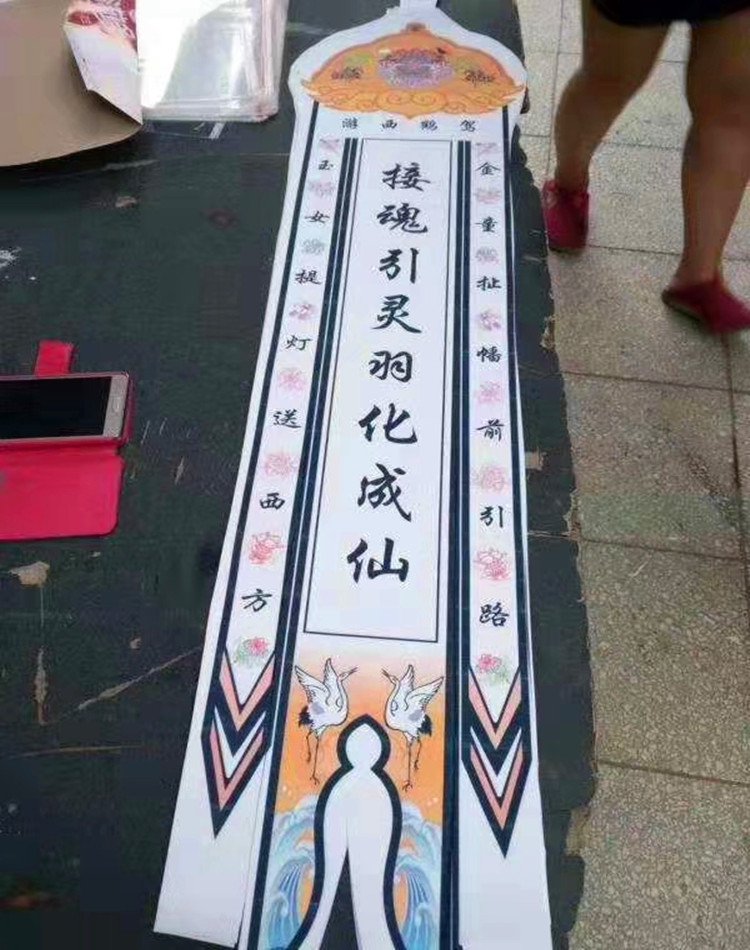 驾鹤西游
金童扯幡前引路
接魂引灵羽化成仙
玉女提灯送西方